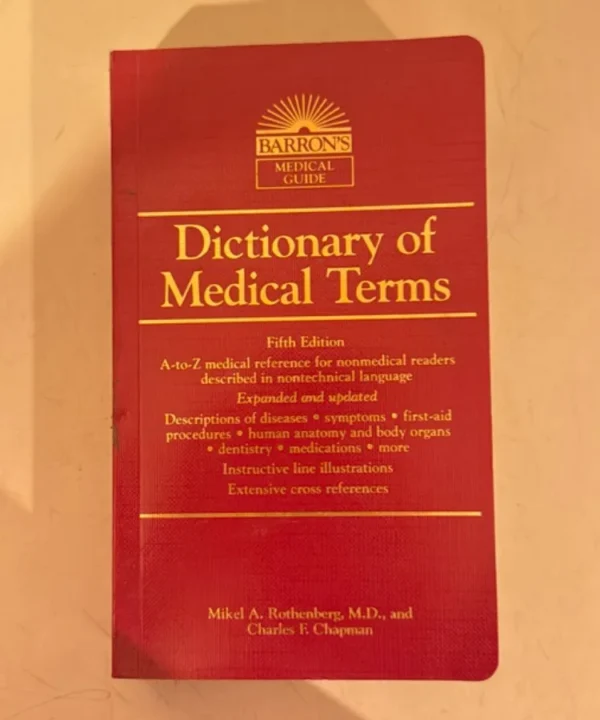 BARRON'S
MEDICAL
GUIDE
Dictionary of
Medical Terms
Fifth Edition
A-to-Z medical reference for nonmedical readers
described in nontechnical language
Expanded and updated
Descriptions of diseases • symptoms • first-aid
procedures • human anatomy and body organs
• dentistry • medications • more
Instructive line illustrations
Extensive cross references
Mikel A. Rothenberg, M.D., and
Charles F. Chapman